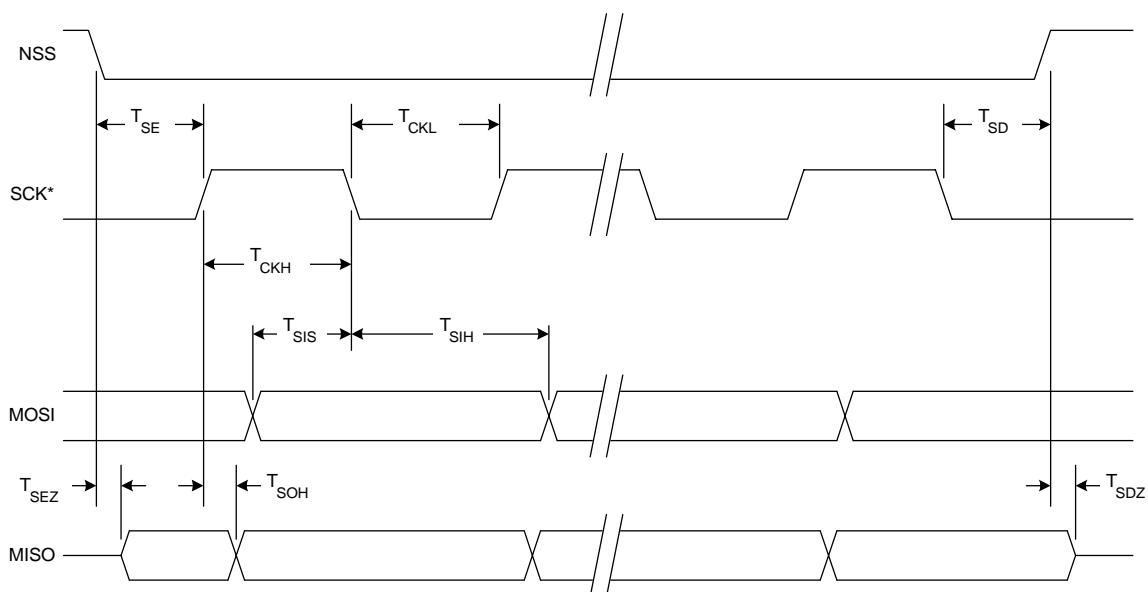 NSS
T_SE
T_CKL
T_SD
SCK*
T_CKH
T_SIS
T_SIH
MOSI
T_SEZ
T_SOH
T_SDZ
MISO